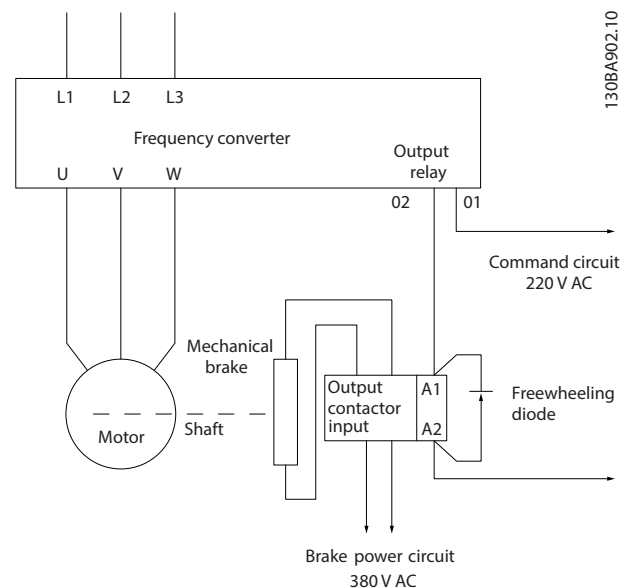 130BA902.10
L1 L2 L3
Frequency converter
Output
relay
U V W
02 01
Command circuit
220 V AC
Mechanical
brake
Output
contactor
input
A1
A2
Freewheeling
diode
Motor
Shaft
Brake power circuit
380 V AC